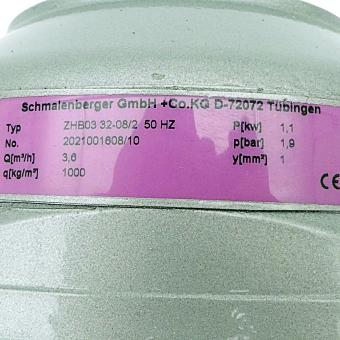 Schmalenberger GmbH +Co.KG D-72072 Tübingen
Typ ZHB03 32-08/2 50 HZ P[kw] 1,1
No. 2021001608/10 p[bar] 1,9
Q[m³/h] 3,6 y[mm²] 1
q[kg/m³] 1000 CE